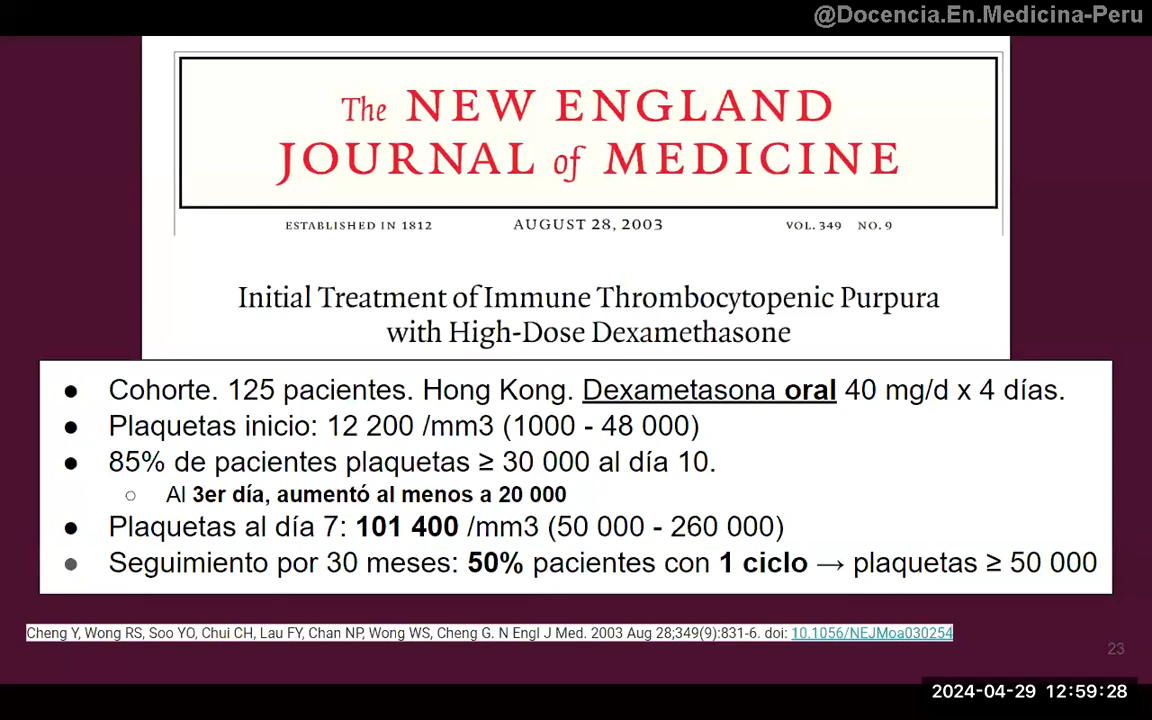 @Docencia.En.Medicina-Peru
The NEW ENGLAND
JOURNAL of MEDICINE
ESTABLISHED IN 1812 AUGUST 28, 2003 VOL. 349 NO. 9
Initial Treatment of Immune Thrombocytopenic Purpura
with High-Dose Dexamethasone
● Cohorte. 125 pacientes. Hong Kong. Dexametasona oral 40 mg/d x 4 días.
● Plaquetas inicio: 12 200 /mm3 (1000 - 48 000)
● 85% de pacientes plaquetas ≥ 30 000 al día 10.
○ Al 3er día, aumentó al menos a 20 000
● Plaquetas al día 7: 101 400 /mm3 (50 000 - 260 000)
● Seguimiento por 30 meses: 50% pacientes con 1 ciclo → plaquetas ≥ 50 000
Cheng Y, Wong RS, Soo YO, Chui CH, Lau FY, Chan NP, Wong WS, Cheng G. N Engl J Med. 2003 Aug 28;349(9):831-6. doi: 10.1056/NEJMoa030254
23
2024-04-29 12:59:28